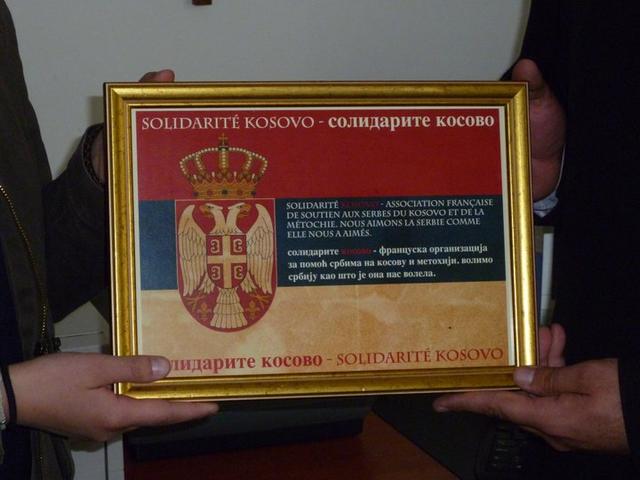 SOLIDARITÉ KOSOVO - солидарите косово
SOLIDARITÉ KOSOVO - ASSOCIATION FRANÇAISE
DE SOUTIEN AUX SERBES DU KOSOVO ET DE LA
MÉTOCHIE. NOUS AIMONS LA SERBIE COMME
ELLE NOUS A AIMÉS.
солидарите косово - француска организација
за помоћ србима на косову и метохији. волимо
србију као што је она нас волела.
солидарите косово - SOLIDARITÉ KOSOVO